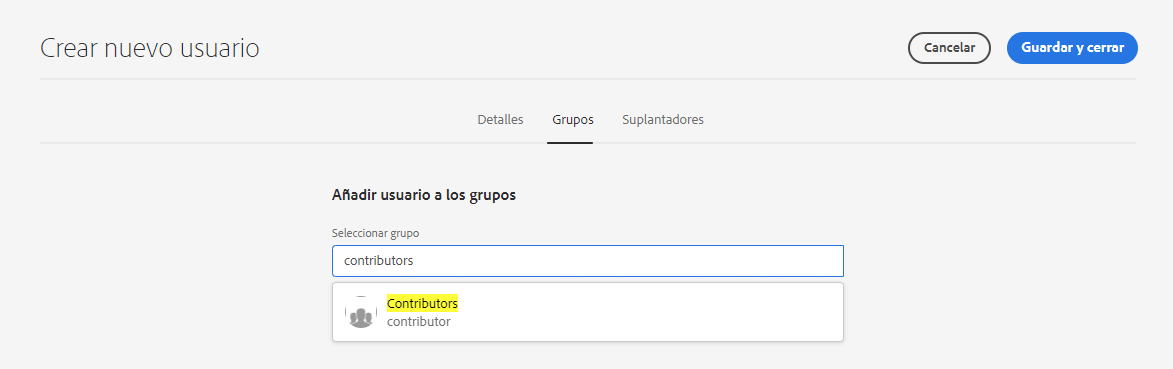 Crear nuevo usuario
Cancelar
Guardar y cerrar
Detalles
Grupos
Suplantadores
Añadir usuario a los grupos
Seleccionar grupo
contributors
Contributors
contributor